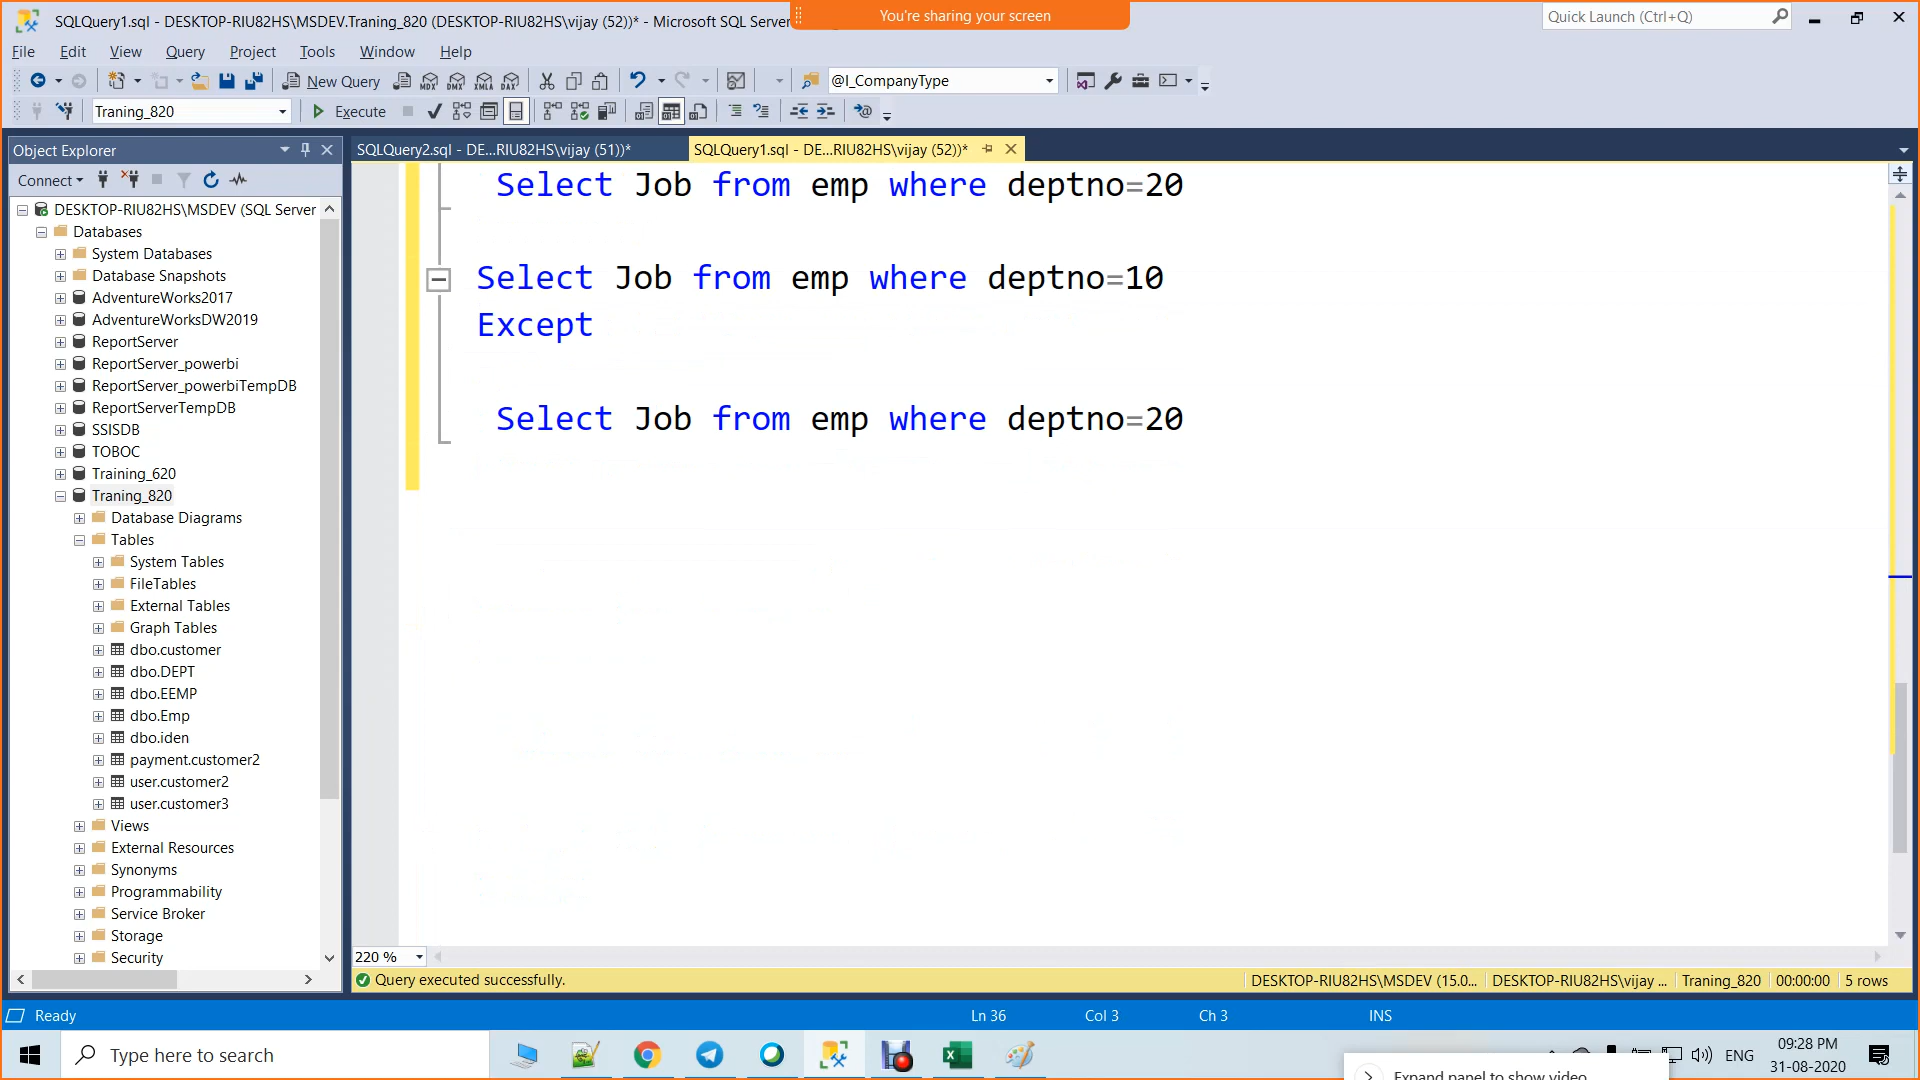 SQLQuery1.sql - DESKTOP-RIU82HS\MSDEV.Traning_820 (DESKTOP-RIU82HS\vijay (52))* - Microsoft SQL Server
You're sharing your screen
Quick Launch (Ctrl+Q)
File Edit View Query Project Tools Window Help
New Query
MDX DMX XMLA DAX
@I_CompanyType
Traning_820
Execute
Object Explorer
SQLQuery2.sql - DE...RIU82HS\vijay (51))*
SQLQuery1.sql - DE...RIU82HS\vijay (52))*
Connect
DESKTOP-RIU82HS\MSDEV (SQL Server
Databases
System Databases
Database Snapshots
AdventureWorks2017
AdventureWorksDW2019
ReportServer
ReportServer_powerbi
ReportServer_powerbiTempDB
ReportServerTempDB
SSISDB
TOBOC
Training_620
Traning_820
Database Diagrams
Tables
System Tables
FileTables
External Tables
Graph Tables
dbo.customer
dbo.DEPT
dbo.EEMP
dbo.Emp
dbo.iden
payment.customer2
user.customer2
user.customer3
Views
External Resources
Synonyms
Programmability
Service Broker
Storage
Security
Select Job from emp where deptno=20
Select Job from emp where deptno=10
Except
Select Job from emp where deptno=20
220 %
Query executed successfully.
DESKTOP-RIU82HS\MSDEV (15.0...
DESKTOP-RIU82HS\vijay ...
Traning_820
00:00:00
5 rows
Ready
Ln 36
Col 3
Ch 3
INS
Type here to search
ENG
09:28 PM
31-08-2020
Expand panel to show video